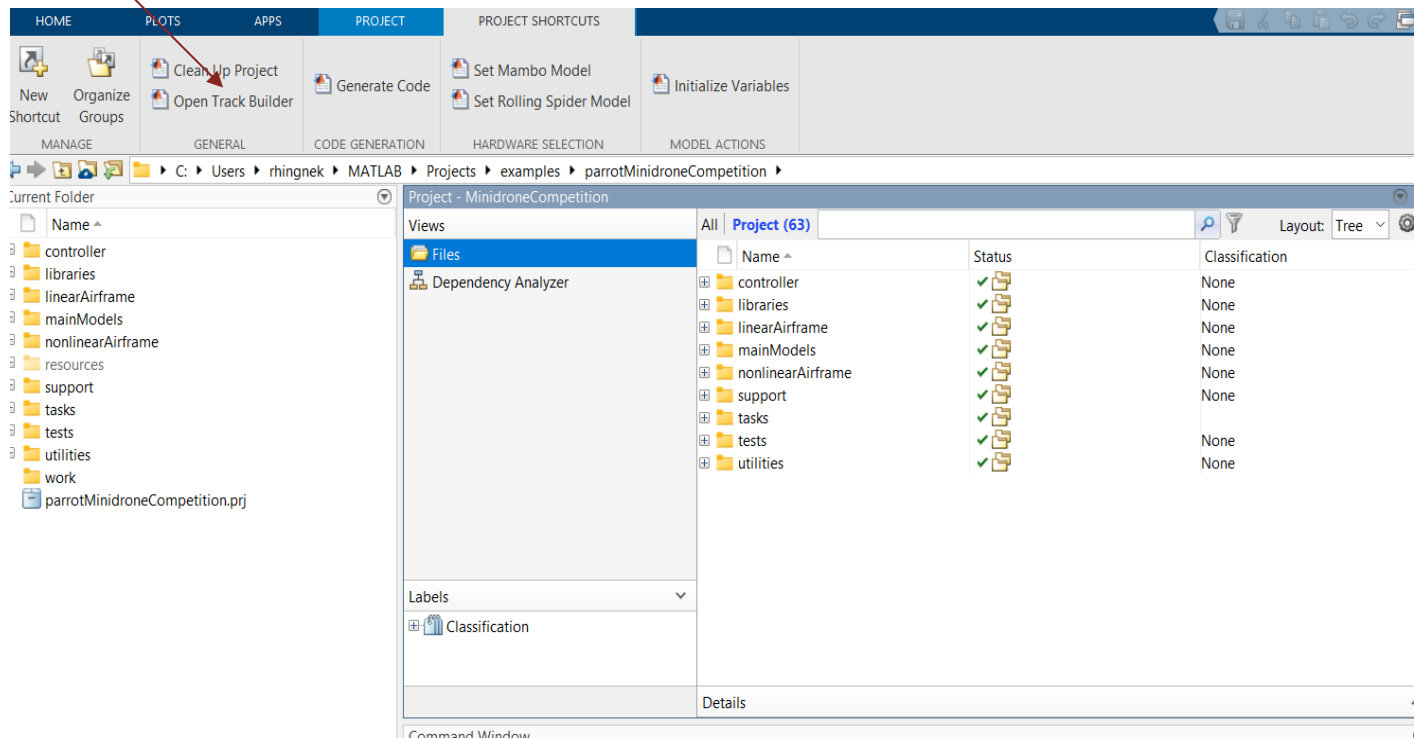 HOME PLOTS APPS PROJECT PROJECT SHORTCUTS
New Shortcut
Organize Groups
Clean Up Project
Open Track Builder
Generate Code
Set Mambo Model
Set Rolling Spider Model
Initialize Variables
MANAGE GENERAL CODE GENERATION HARDWARE SELECTION MODEL ACTIONS
C: Users rhingnek MATLAB Projects examples parrotMinidroneCompetition
Current Folder
Name
controller
libraries
linearAirframe
mainModels
nonlinearAirframe
resources
support
tasks
tests
utilities
work
parrotMinidroneCompetition.prj
Project - MinidroneCompetition
Views
Files
Dependency Analyzer
Labels
Classification
All Project (63) Layout: Tree
Name Status Classification
controller None
libraries None
linearAirframe None
mainModels None
nonlinearAirframe None
support None
tasks
tests None
utilities None
Details
Command Window